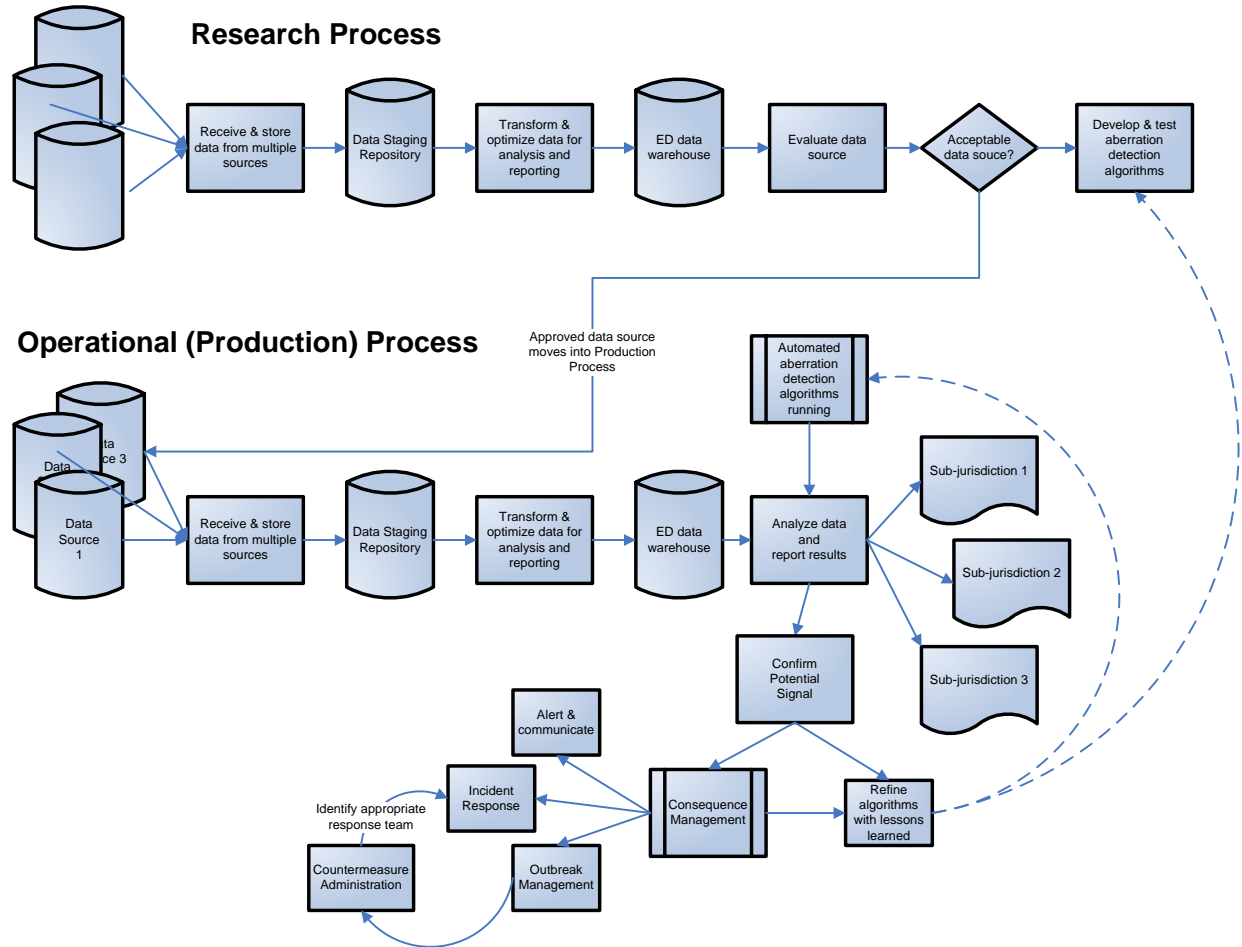 Research Process
Receive & store
data from multiple
sources
Data Staging
Repository
Transform &
optimize data for
analysis and
reporting
ED data
warehouse
Evaluate data
source
Acceptable
data souce?
Develop & test
aberration
detection
algorithms
Approved data source
moves into Production
Process
Operational (Production) Process
Automated
aberration
detection
algorithms
running
ce 3
Data
Data
Source
1
Receive & store
data from multiple
sources
Data Staging
Repository
Transform &
optimize data for
analysis and
reporting
ED data
warehouse
Analyze data
and
report results
Sub-jurisdiction 1
Sub-jurisdiction 2
Sub-jurisdiction 3
Confirm
Potential
Signal
Alert &
communicate
Incident
Response
Identify appropriate
response team
Countermeasure
Administration
Outbreak
Management
Consequence
Management
Refine
algorithms
with lessons
learned